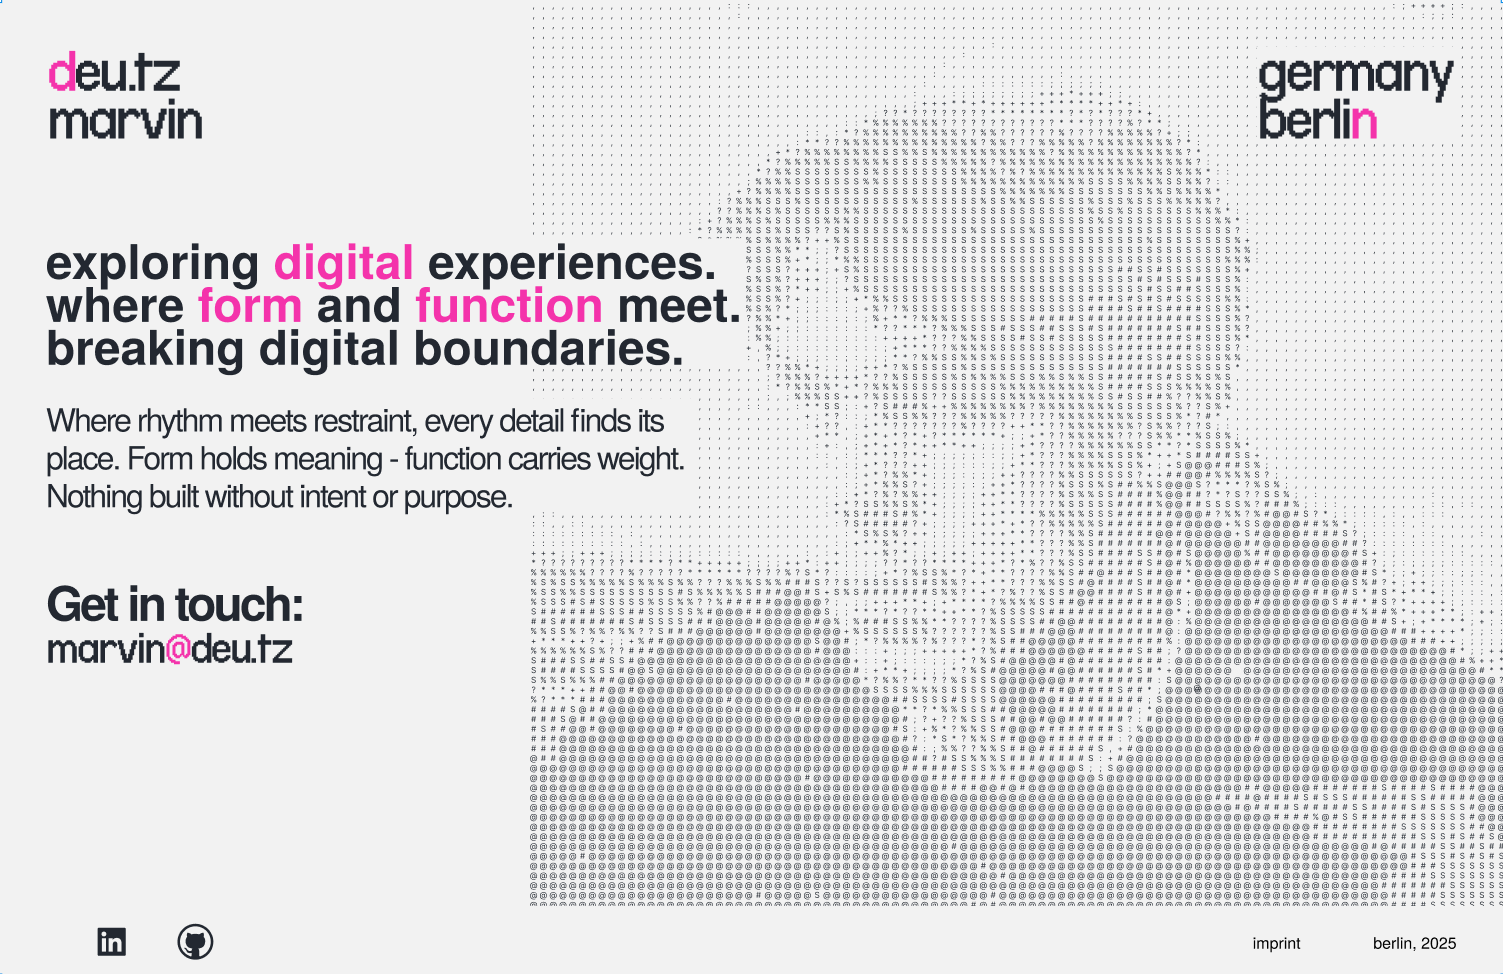 deu.tz
marvin
germany
berlin
exploring digital experiences.
where form and function meet.
breaking digital boundaries.
Where rhythm meets restraint, every detail finds its
place. Form holds meaning - function carries weight.
Nothing built without intent or purpose.
Get in touch:
marvin@deu.tz
in
imprint
berlin, 2025